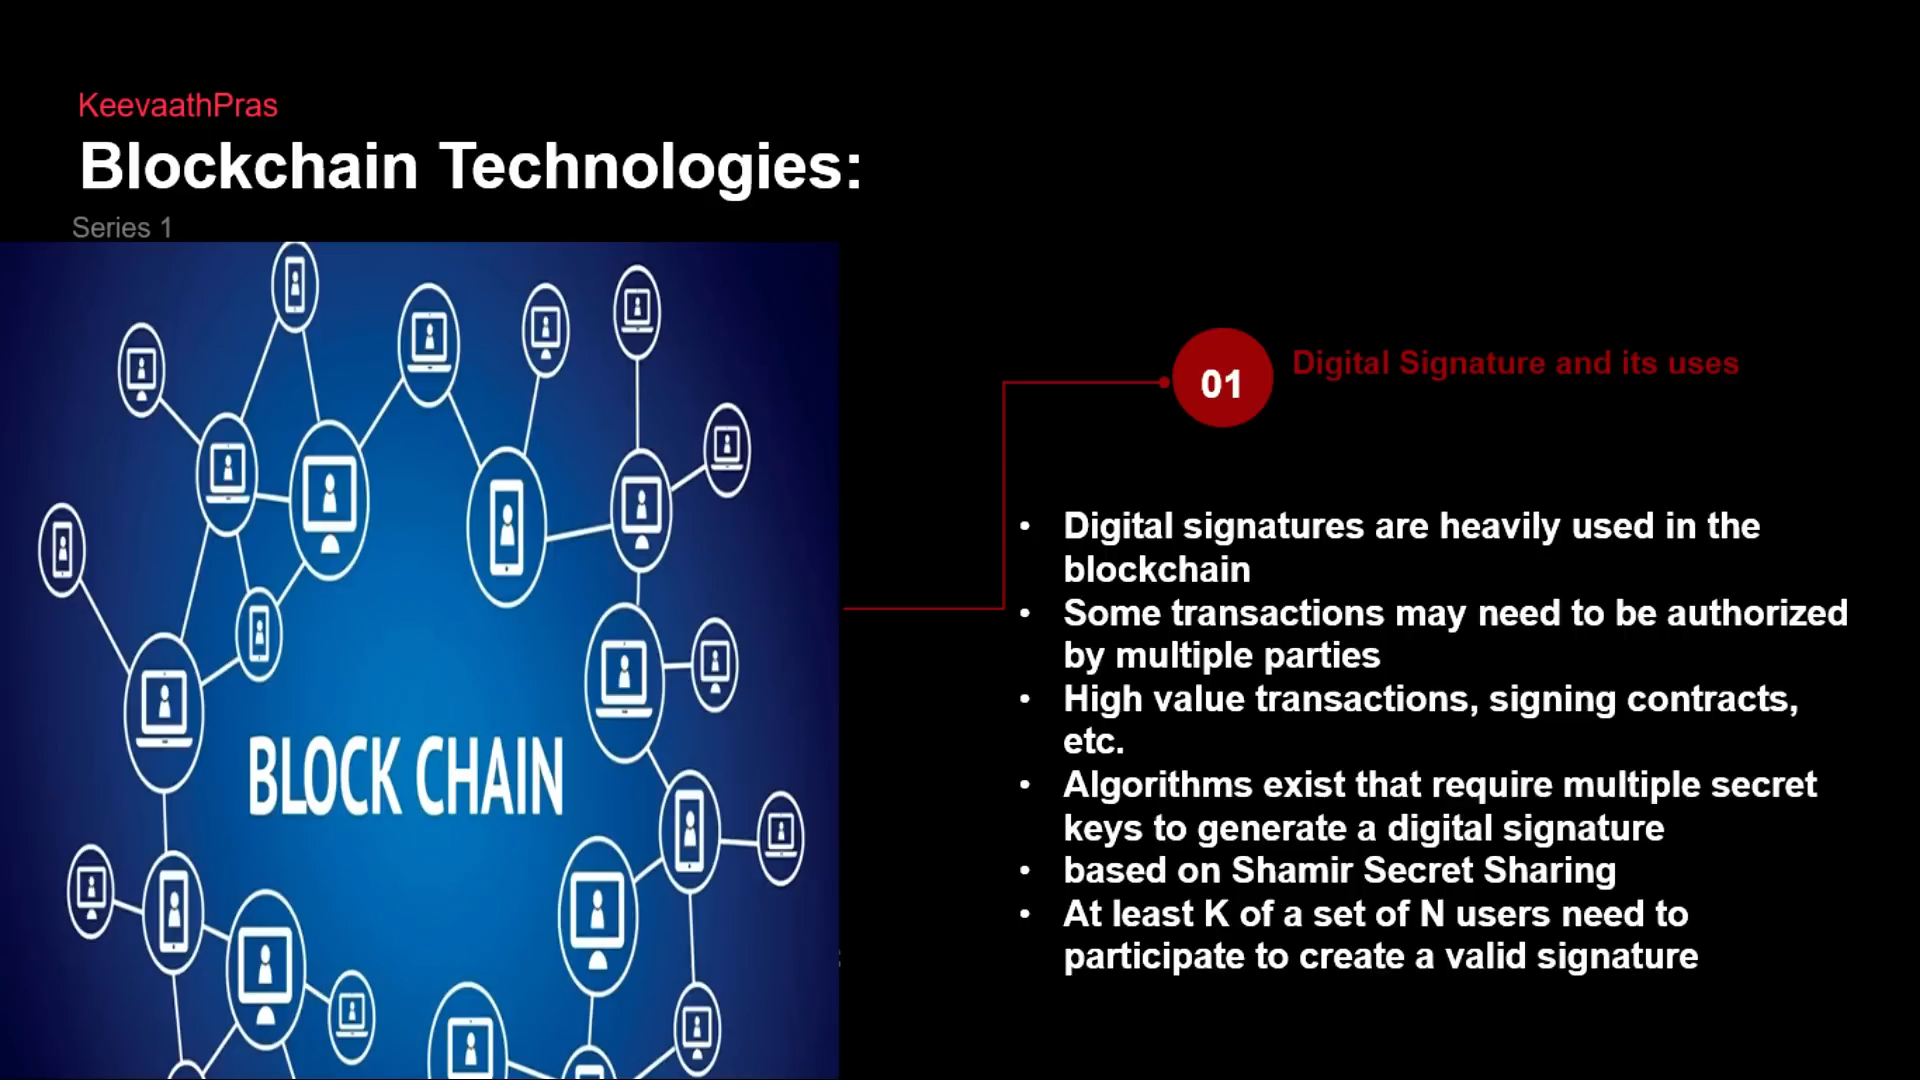 KeevaathPras
Blockchain Technologies:
Series 1
BLOCK CHAIN
01
Digital Signature and its uses
• Digital signatures are heavily used in the
blockchain
• Some transactions may need to be authorized
by multiple parties
• High value transactions, signing contracts,
etc.
• Algorithms exist that require multiple secret
keys to generate a digital signature
• based on Shamir Secret Sharing
• At least K of a set of N users need to
participate to create a valid signature